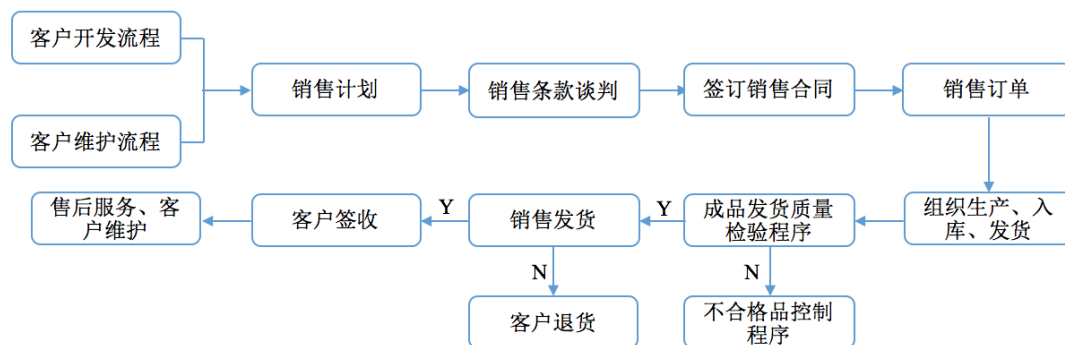 客户开发流程
客户维护流程
销售计划
销售条款谈判
签订销售合同
销售订单
组织生产、入
库、发货
成品发货质量
检验程序
Y
N
不合格品控制
程序
销售发货
Y
N
客户退货
客户签收
售后服务、客
户维护